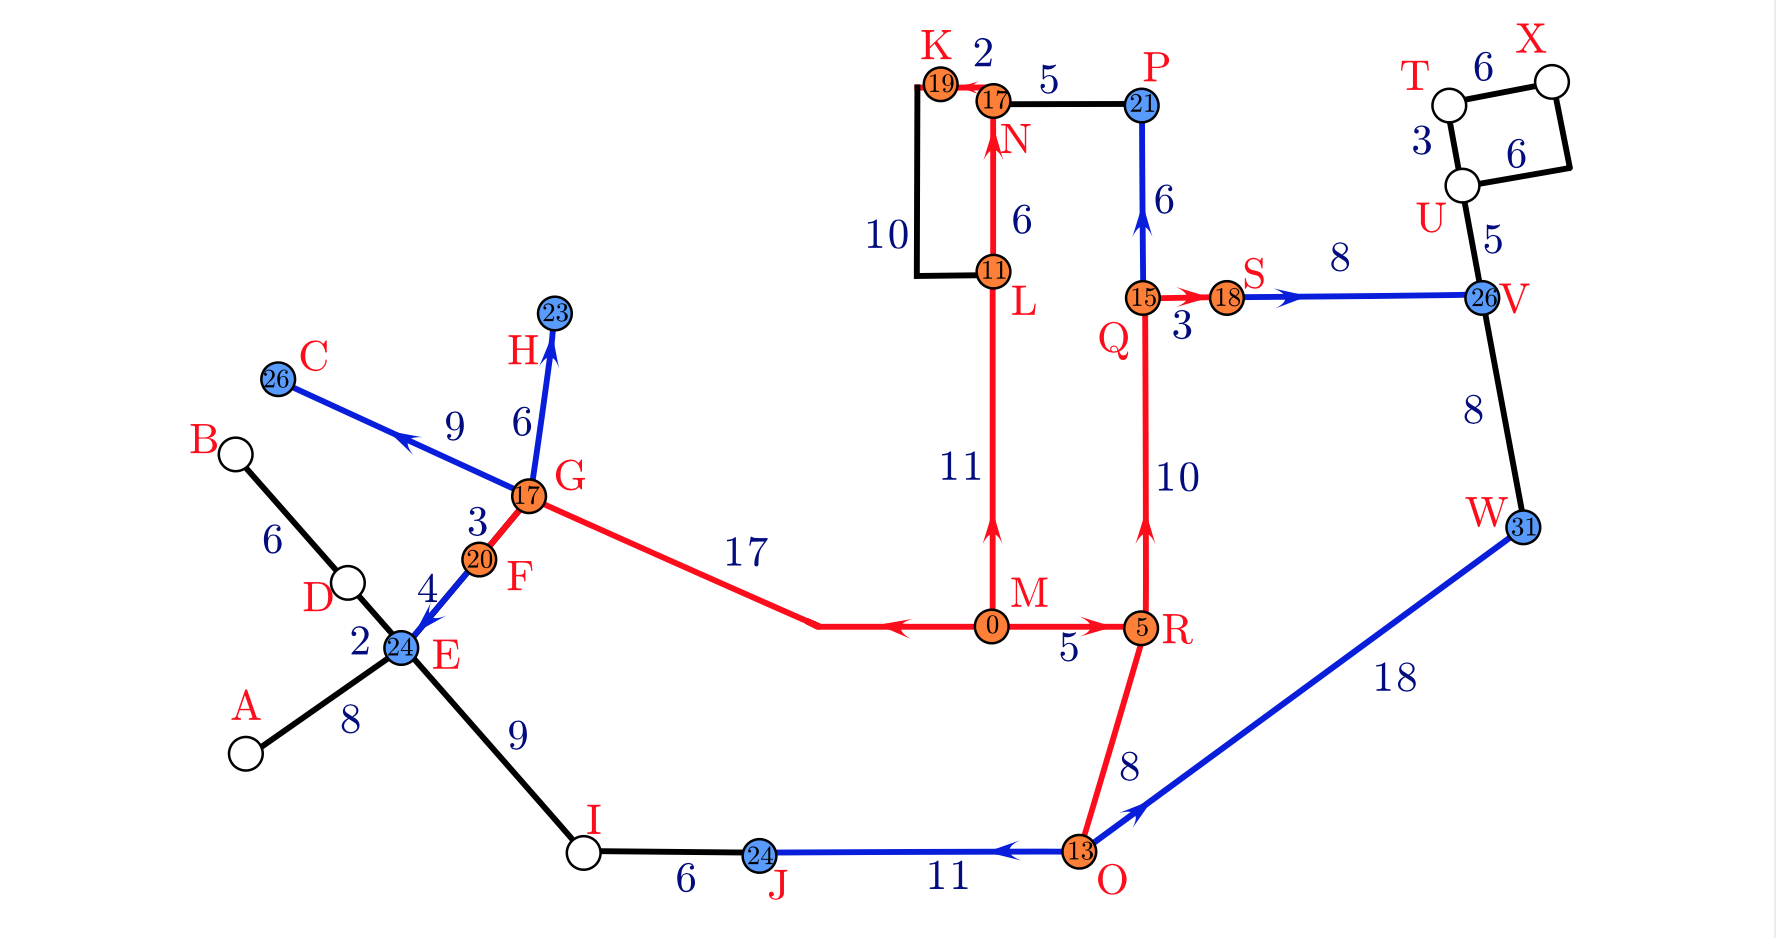 K 2 5 P T 6 X
19 17 21
N 3 6
U
10 6 6 5
11 L 15 18 S 8 26 V
Q 3
23
H
C
26
9 6 8
B
G
17
11 10
3 W 31
6 20 F 17
D 4
M
0 5 R
5
2 24 E
18
A
8 9 8
I
6 24 J 11 13 O